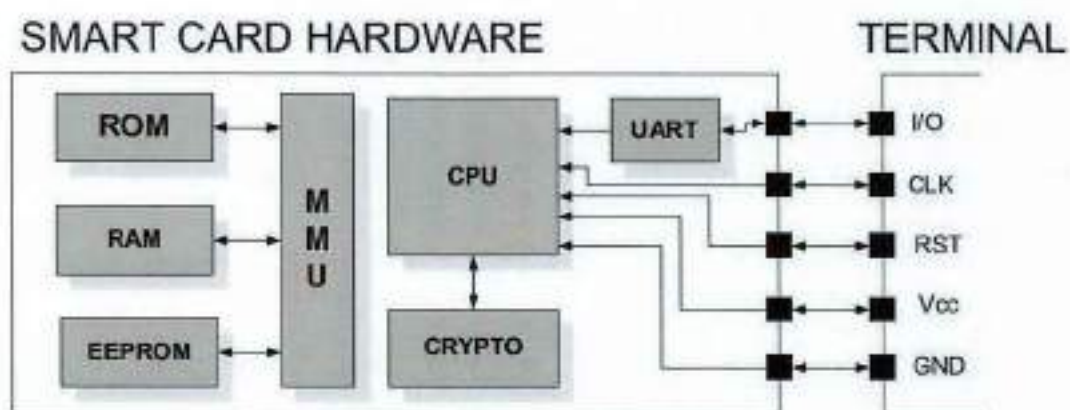 SMART CARD HARDWARE
TERMINAL
ROM
RAM
EEPROM
M
M
U
CPU
CRYPTO
UART
I/O
CLK
RST
Vcc
GND